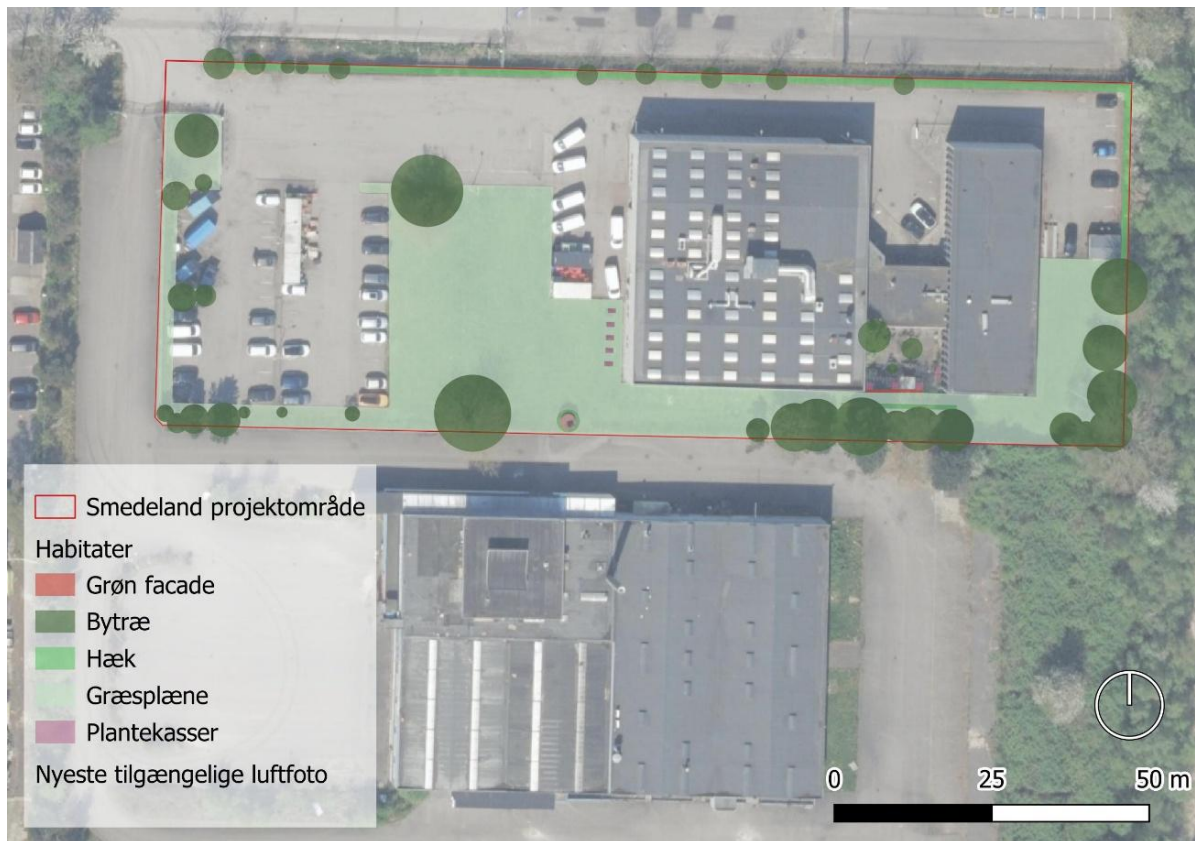 Smedeland projektområde
Habitater
Grøn facade
Bytræ
Hæk
Græsplæne
Plantekasser
Nyeste tilgængelige luftfoto
0 25 50 m